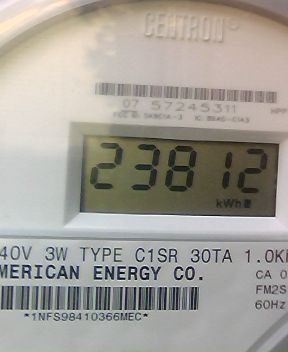 CENTRON
07 57245311
23812
kWh
40V 3W TYPE C1SR 30TA 1.0K
MERICAN ENERGY CO.
CA 0
FM2S
60Hz
*1NFS98410366MEC*